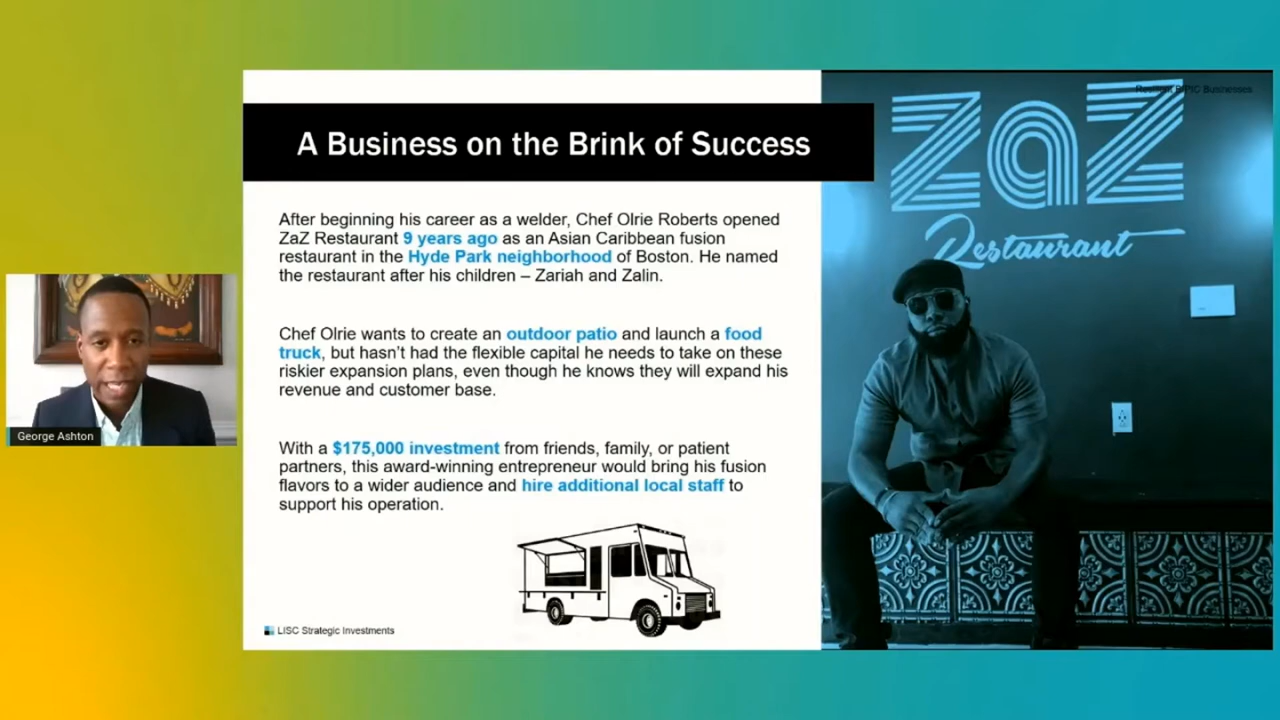 Resilient BIPIC Businesses
A Business on the Brink of Success
ZaZ
Restaurant
After beginning his career as a welder, Chef Olrie Roberts opened
ZaZ Restaurant 9 years ago as an Asian Caribbean fusion
restaurant in the Hyde Park neighborhood of Boston. He named
the restaurant after his children – Zariah and Zalin.
Chef Olrie wants to create an outdoor patio and launch a food
truck, but hasn't had the flexible capital he needs to take on these
riskier expansion plans, even though he knows they will expand his
revenue and customer base.
George Ashton
With a $175,000 investment from friends, family, or patient
partners, this award-winning entrepreneur would bring his fusion
flavors to a wider audience and hire additional local staff to
support his operation.
LISC Strategic Investments